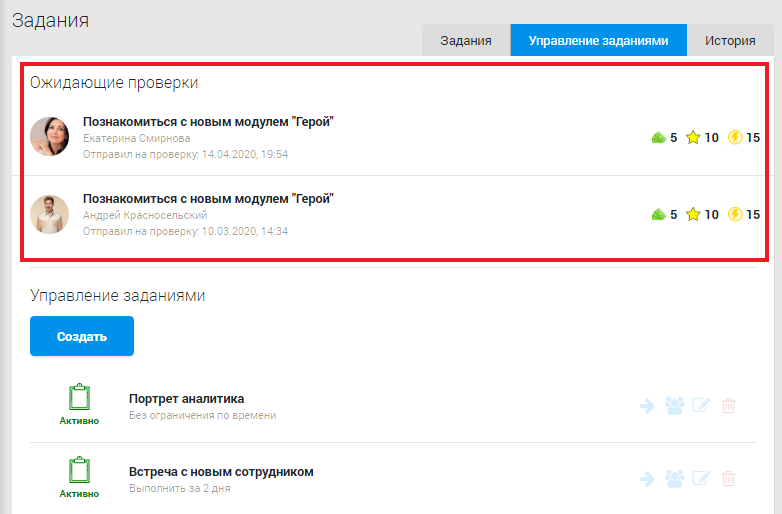 Задания
Задания Управление заданиями История
Ожидающие проверки
Познакомиться с новым модулем "Герой"
Екатерина Смирнова
Отправил на проверку: 14.04.2020, 19:54
5 10 15
Познакомиться с новым модулем "Герой"
Андрей Красносельский
Отправил на проверку: 10.03.2020, 14:34
5 10 15
Управление заданиями
Создать
Портрет аналитика
Без ограничения по времени
Активно
Встреча с новым сотрудником
Выполнить за 2 дня
Активно